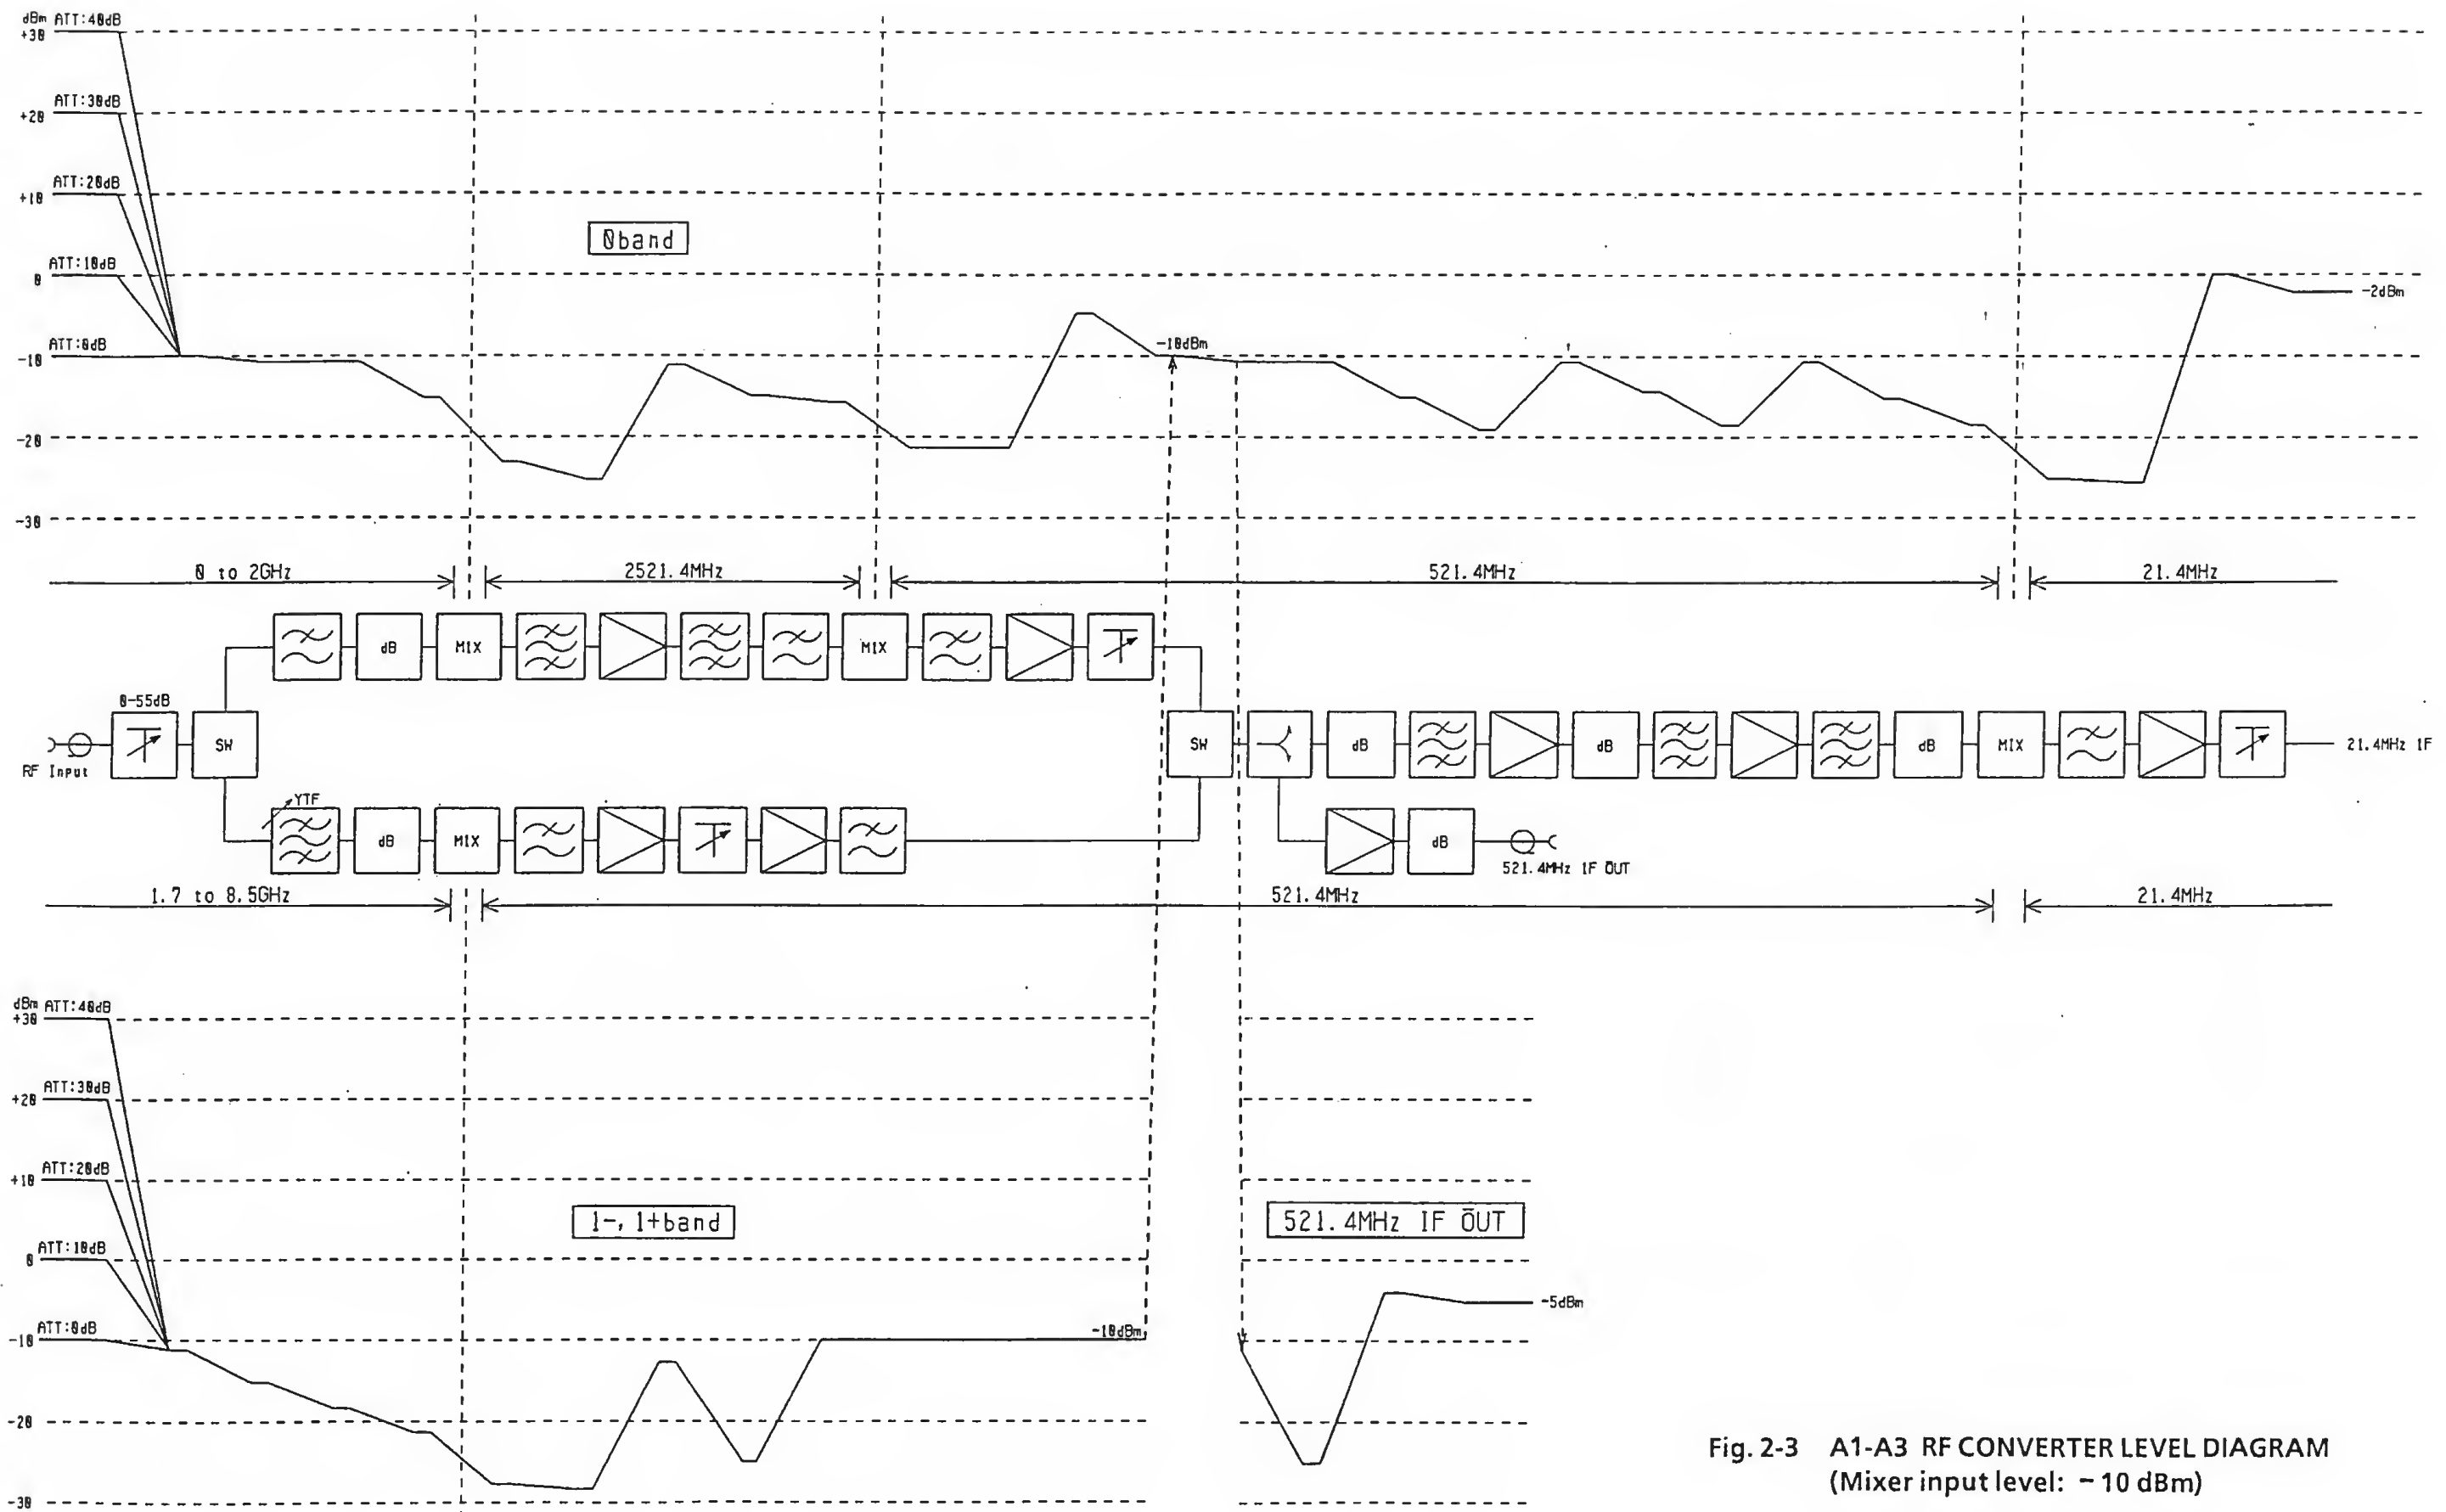 dBm ATT:40dB
+30
ATT:30dB
+20
ATT:20dB
+10
0band
ATT:10dB
0
-2dBm
ATT:0dB
-10
-10dBm
-20
-30
0 to 2GHz
2521.4MHz
521.4MHz
21.4MHz
dB
MIX
MIX
0-55dB
SW
SW
dB
dB
dB
MIX
21.4MHz IF
RF Input
YTF
dB
MIX
dB
521.4MHz IF OUT
1.7 to 8.5GHz
521.4MHz
21.4MHz
dBm ATT:40dB
+30
ATT:30dB
+20
ATT:20dB
+10
1-, 1+band
521.4MHz IF OUT
ATT:10dB
0
-5dBm
ATT:0dB
-10
-10dBm
-20
-30
Fig. 2-3 A1-A3 RF CONVERTER LEVEL DIAGRAM
(Mixer input level: - 10 dBm)